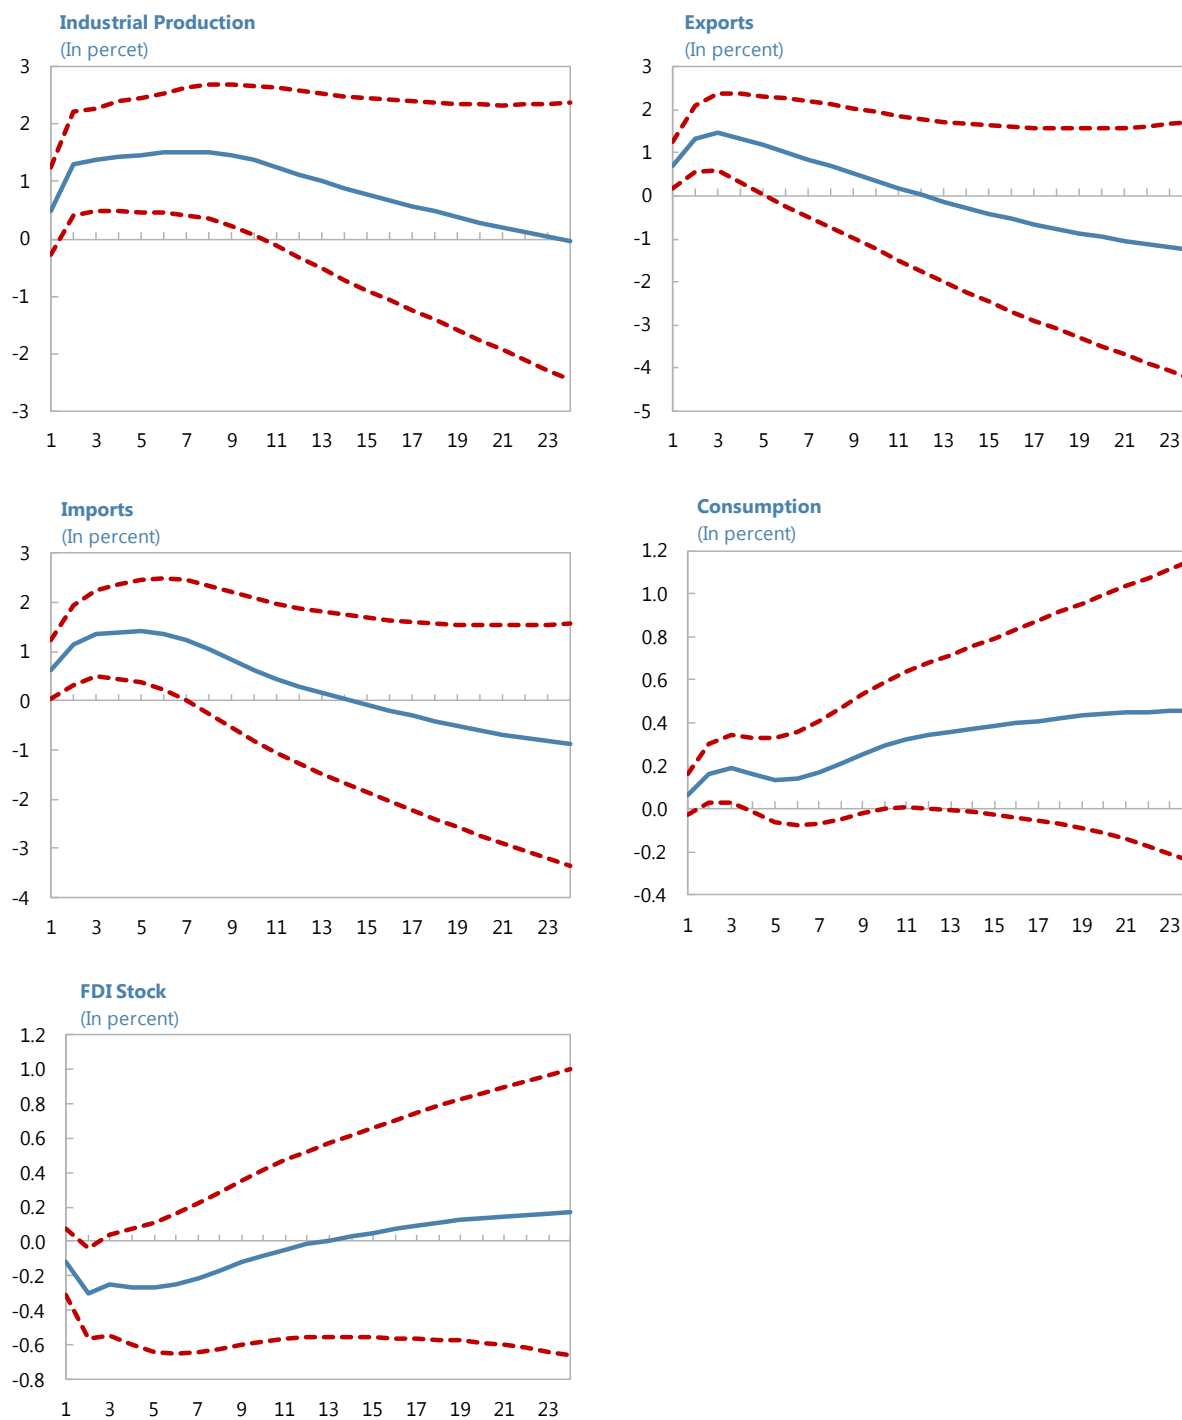 Industrial Production
(In percet)
3
2
1
0
-1
-2
-3
1 3 5 7 9 11 13 15 17 19 21 23
Exports
(In percent)
3
2
1
0
-1
-2
-3
-4
-5
1 3 5 7 9 11 13 15 17 19 21 23
Imports
(In percent)
3
2
1
0
-1
-2
-3
-4
1 3 5 7 9 11 13 15 17 19 21 23
Consumption
(In percent)
1.2
1.0
0.8
0.6
0.4
0.2
0.0
-0.2
-0.4
1 3 5 7 9 11 13 15 17 19 21 23
FDI Stock
(In percent)
1.2
1.0
0.8
0.6
0.4
0.2
0.0
-0.2
-0.4
-0.6
-0.8
1 3 5 7 9 11 13 15 17 19 21 23